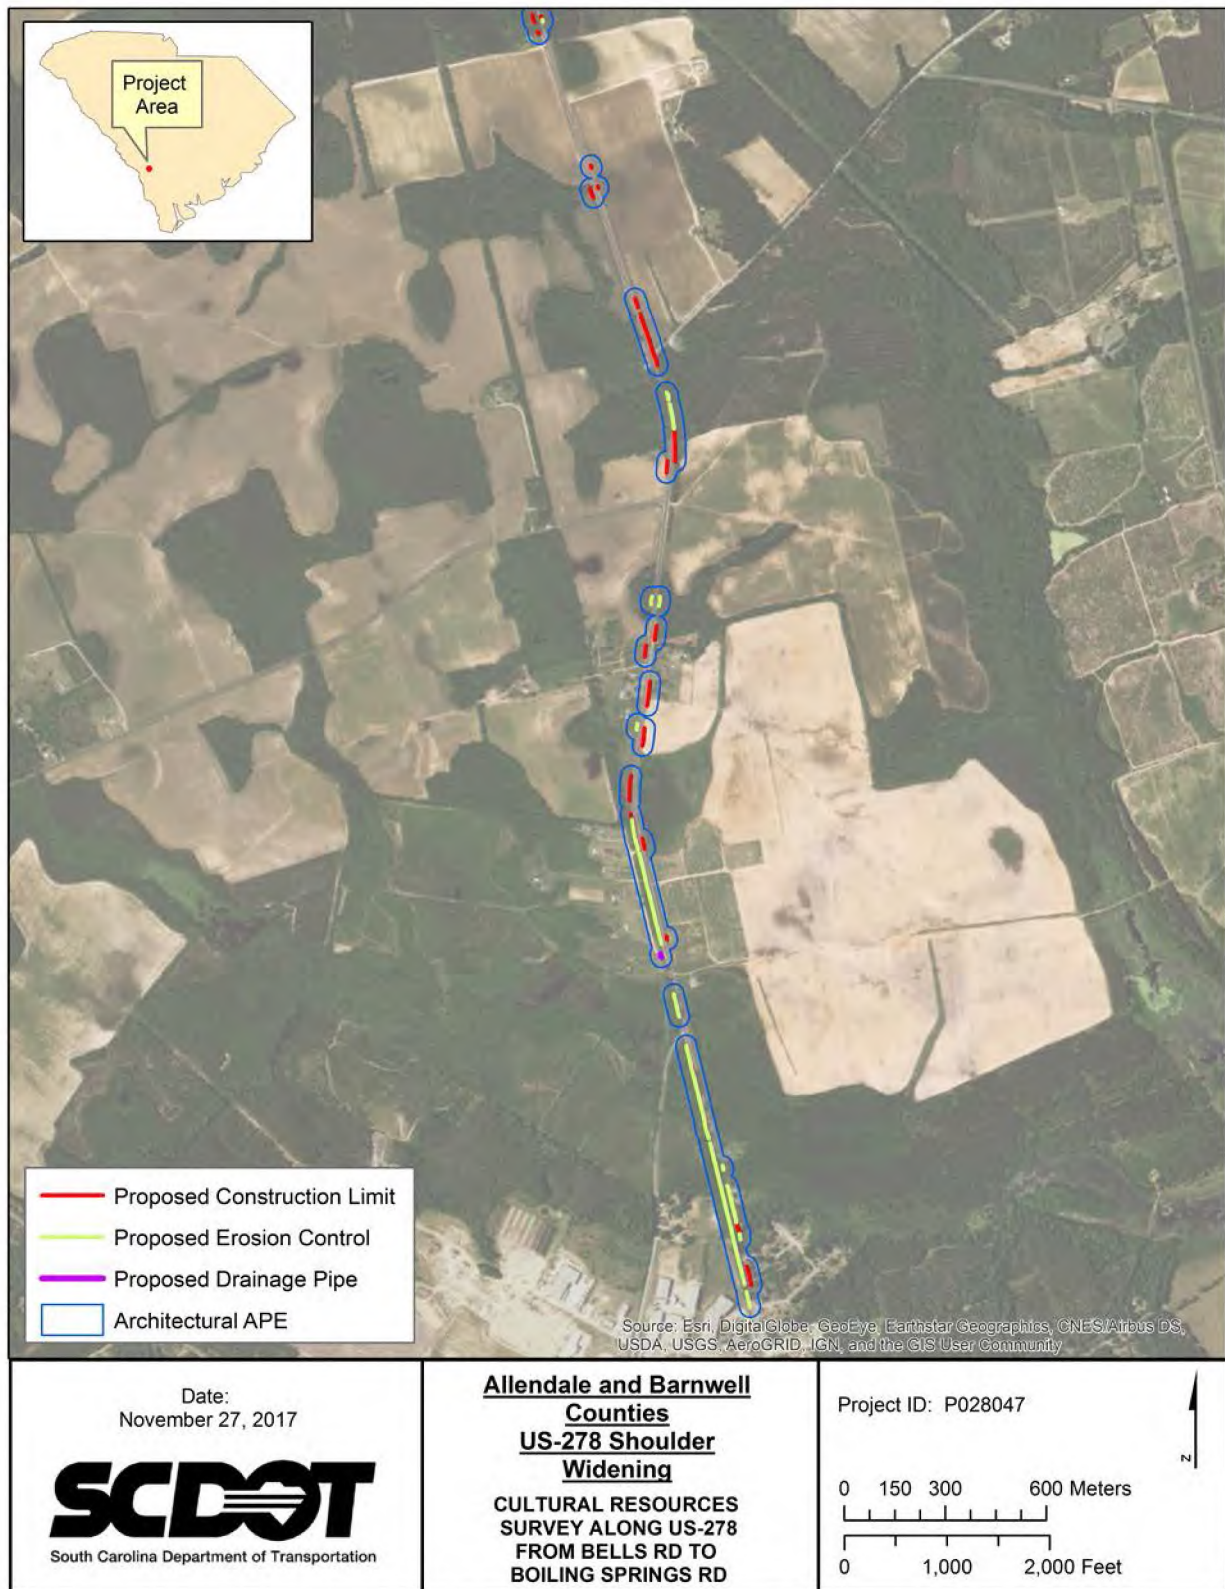 Project
Area
Proposed Construction Limit
Proposed Erosion Control
Proposed Drainage Pipe
Architectural APE
Source: Esri, DigitalGlobe, GeoEye, Earthstar Geographics, CNES/Airbus DS,
USDA, USGS, AeroGRID, IGN, and the GIS User Community
Date:
November 27, 2017
SCDOT
South Carolina Department of Transportation
Allendale and Barnwell
Counties
US-278 Shoulder
Widening
CULTURAL RESOURCES
SURVEY ALONG US-278
FROM BELLS RD TO
BOILING SPRINGS RD
Project ID: P028047
N
0 150 300 600 Meters
0 1,000 2,000 Feet